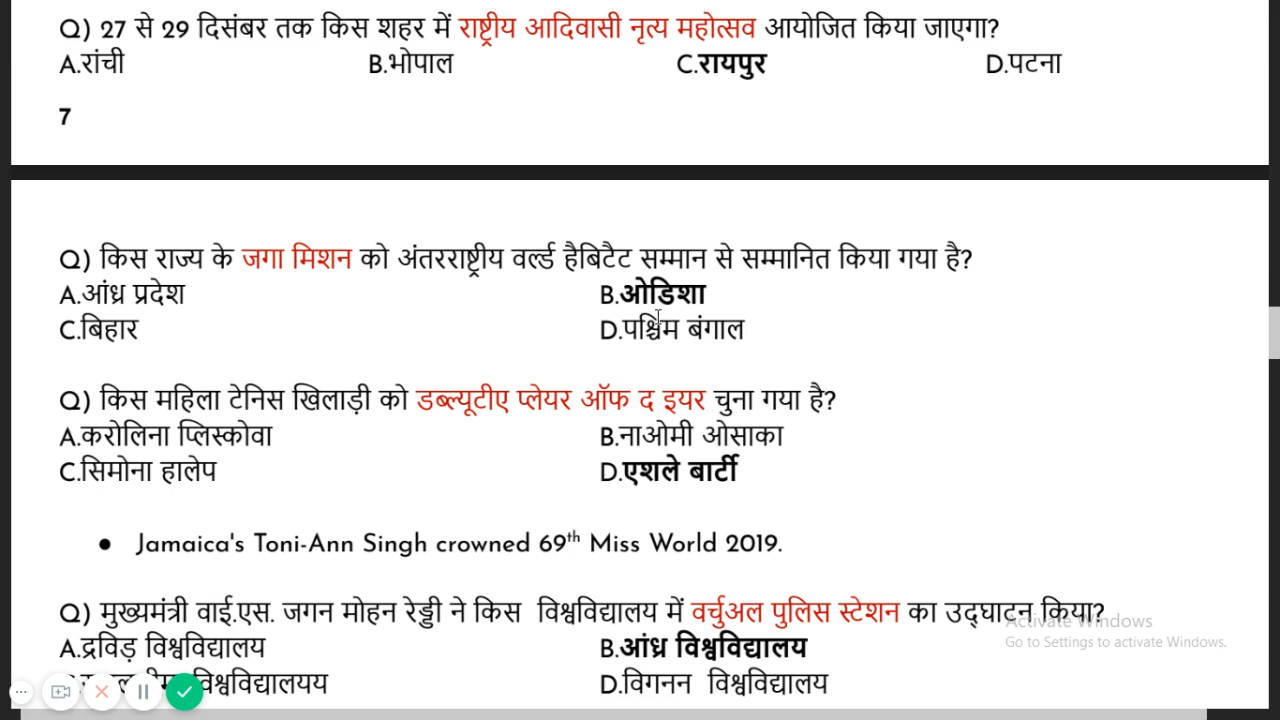 Q) 27 से 29 दिसंबर तक किस शहर में राष्ट्रीय आदिवासी नृत्य महोत्सव आयोजित किया जाएगा?
A.रांची B.भोपाल C.रायपुर D.पटना
7
Q) किस राज्य के जगा मिशन को अंतरराष्ट्रीय वर्ल्ड हैबिटैट सम्मान से सम्मानित किया गया है?
A.आंध्र प्रदेश B.ओडिशा
C.बिहार D.पश्चिम बंगाल
Q) किस महिला टेनिस खिलाड़ी को डब्ल्यूटीए प्लेयर ऑफ द इयर चुना गया है?
A.करोलिना प्लिस्कोवा B.नाओमी ओसाका
C.सिमोना हालेप D.एशले बार्टी
● Jamaica's Toni-Ann Singh crowned 69th Miss World 2019.
Q) मुख्यमंत्री वाई.एस. जगन मोहन रेड्डी ने किस विश्वविद्यालय में वर्चुअल पुलिस स्टेशन का उद्घाटन किया?
Activate Windows
Go to Settings to activate Windows.
A.द्रविड़ विश्वविद्यालय B.आंध्र विश्वविद्यालय
विश्वविद्यालयय D.विगनन विश्वविद्यालय